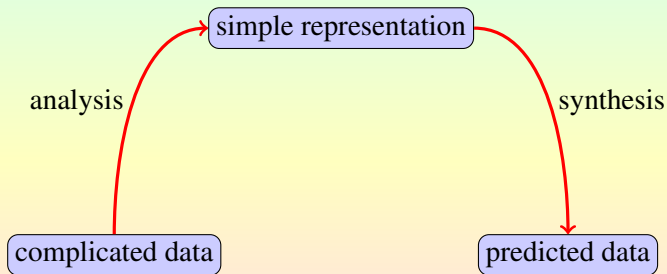 simple representation
analysis
synthesis
complicated data
predicted data